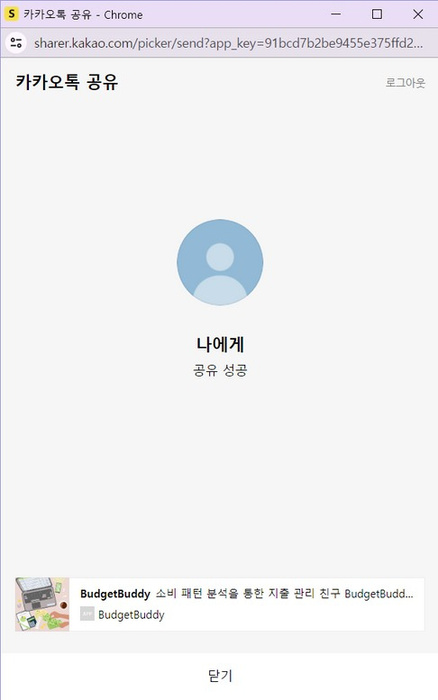 카카오톡 공유 - Chrome
sharer.kakao.com/picker/send?app_key=91bcd7b2be9455e375ffd2...
카카오톡 공유 로그아웃
나에게
공유 성공
BudgetBuddy 소비 패턴 분석을 통한 지출 관리 친구 BudgetBudd...
BudgetBuddy
닫기